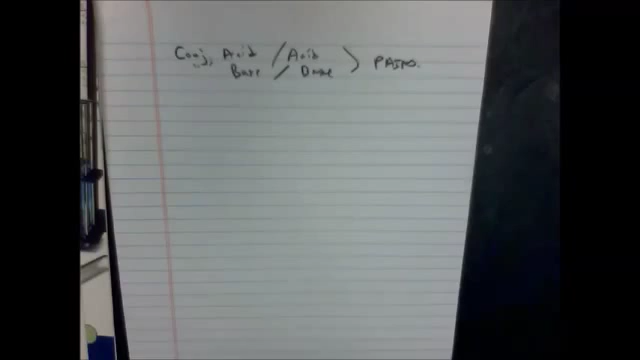 Conj. Acid / Acid
Base / Base > PAIRS.